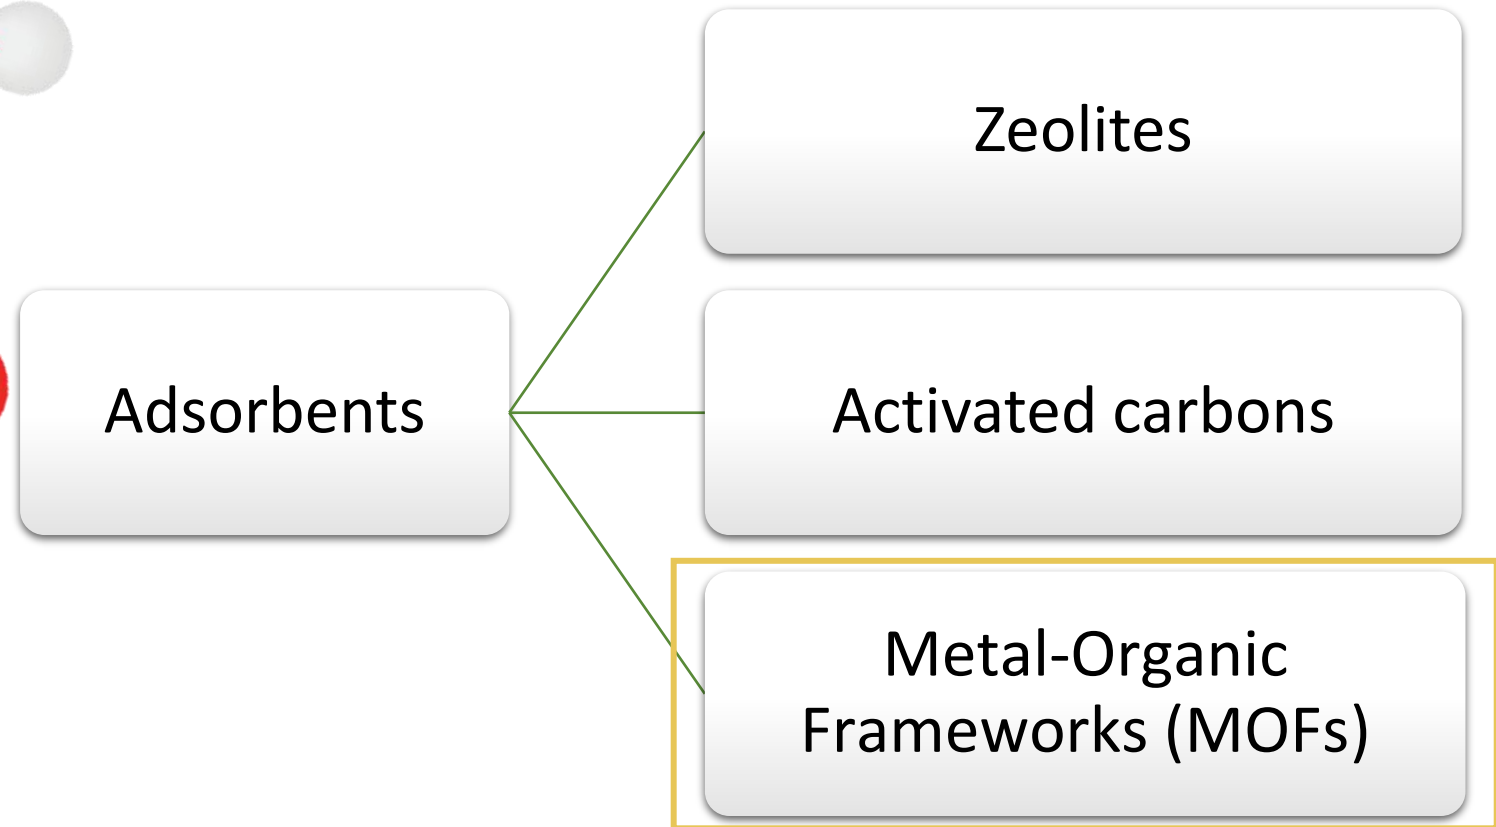 Zeolites
Adsorbents
Activated carbons
Metal-Organic
Frameworks (MOFs)